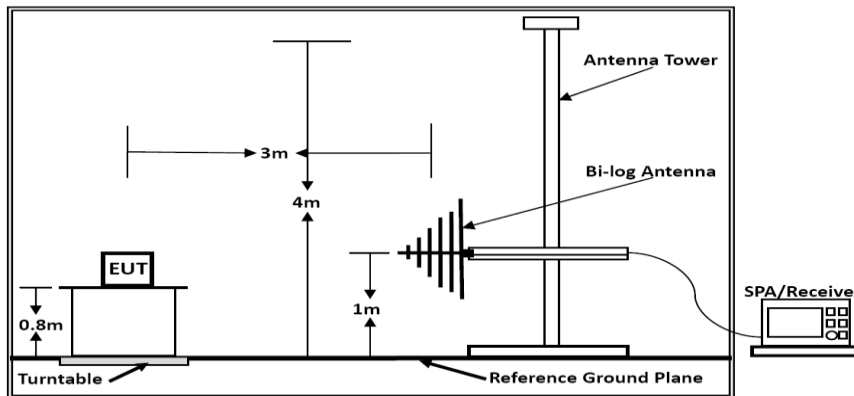 Antenna Tower
3m
Bi-log Antenna
4m
EUT
SPA/Receive
0.8m
1m
Turntable
Reference Ground Plane